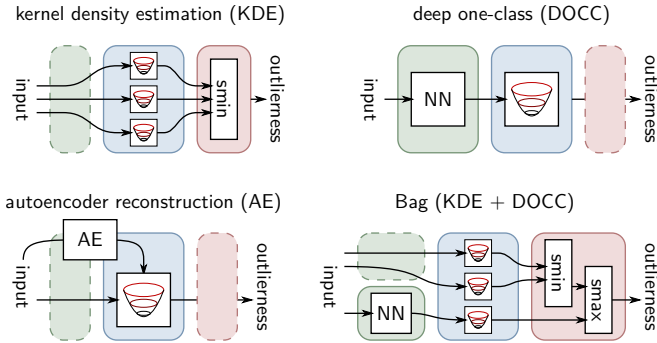 kernel density estimation (KDE)
input
smin
outlierness
deep one-class (DOCC)
input
NN
outlierness
autoencoder reconstruction (AE)
AE
input
outlierness
Bag (KDE + DOCC)
input
NN
smin
smax
outlierness